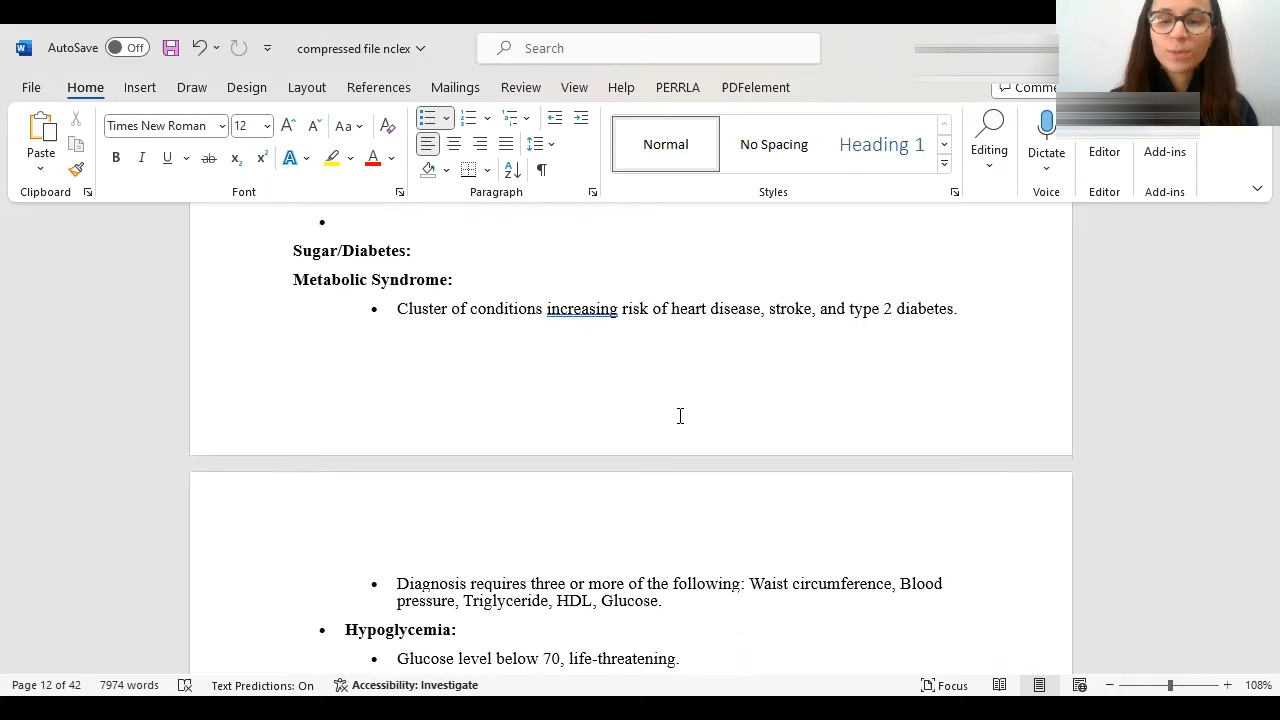 AutoSave Off compressed file nclex Search
File Home Insert Draw Design Layout References Mailings Review View Help PERRLA PDFelement
Times New Roman 12 Aa
Paste
B I U ab x2 x2 A A
Normal No Spacing Heading 1
Editing Dictate Editor Add-ins
Clipboard Font Paragraph Styles Voice Editor Add-ins
•
Sugar/Diabetes:
Metabolic Syndrome:
• Cluster of conditions increasing risk of heart disease, stroke, and type 2 diabetes.
• Diagnosis requires three or more of the following: Waist circumference, Blood
pressure, Triglyceride, HDL, Glucose.
• Hypoglycemia:
• Glucose level below 70, life-threatening.
Page 12 of 42 7974 words Text Predictions: On Accessibility: Investigate Focus 108%